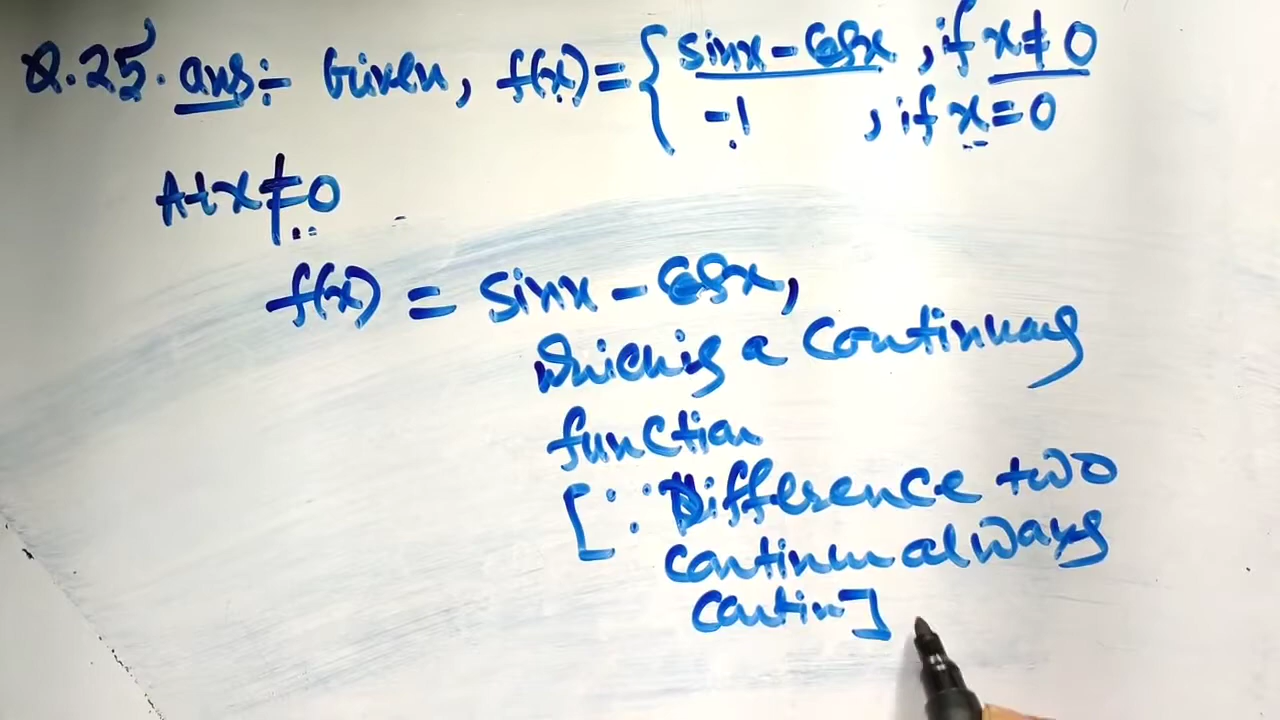 Q.25. ans:- Given, f(x) = { sinx - cosx , if x ≠ 0
-1 , if x = 0
At x ≠ 0
f(x) = sinx - cosx,
which is a continuous
function
[∵ Difference two
continu always
contin]